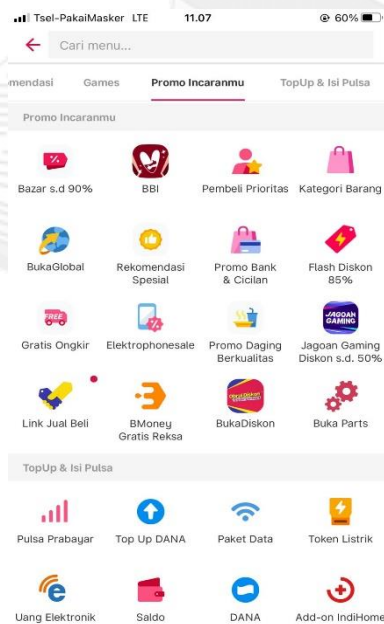 Tsel-PakaiMasker LTE 11.07 60%
Cari menu...
mendasi Games Promo Incaranmu TopUp & Isi Pulsa
Promo Incaranmu
Bazar s.d 90% BBI Pembeli Prioritas Kategori Barang
BukaGlobal Rekomendasi Spesial Promo Bank & Cicilan Flash Diskon 85%
FREE
JAGOAN GAMING
Gratis Ongkir Elektrophonesale Promo Daging Berkualitas Jagoan Gaming Diskon s.d. 50%
Link Jual Beli BMoney Gratis Reksa BukaDiskon Buka Parts
TopUp & Isi Pulsa
Pulsa Prabayar Top Up DANA Paket Data Token Listrik
Uang Elektronik Saldo DANA Add-on IndiHome